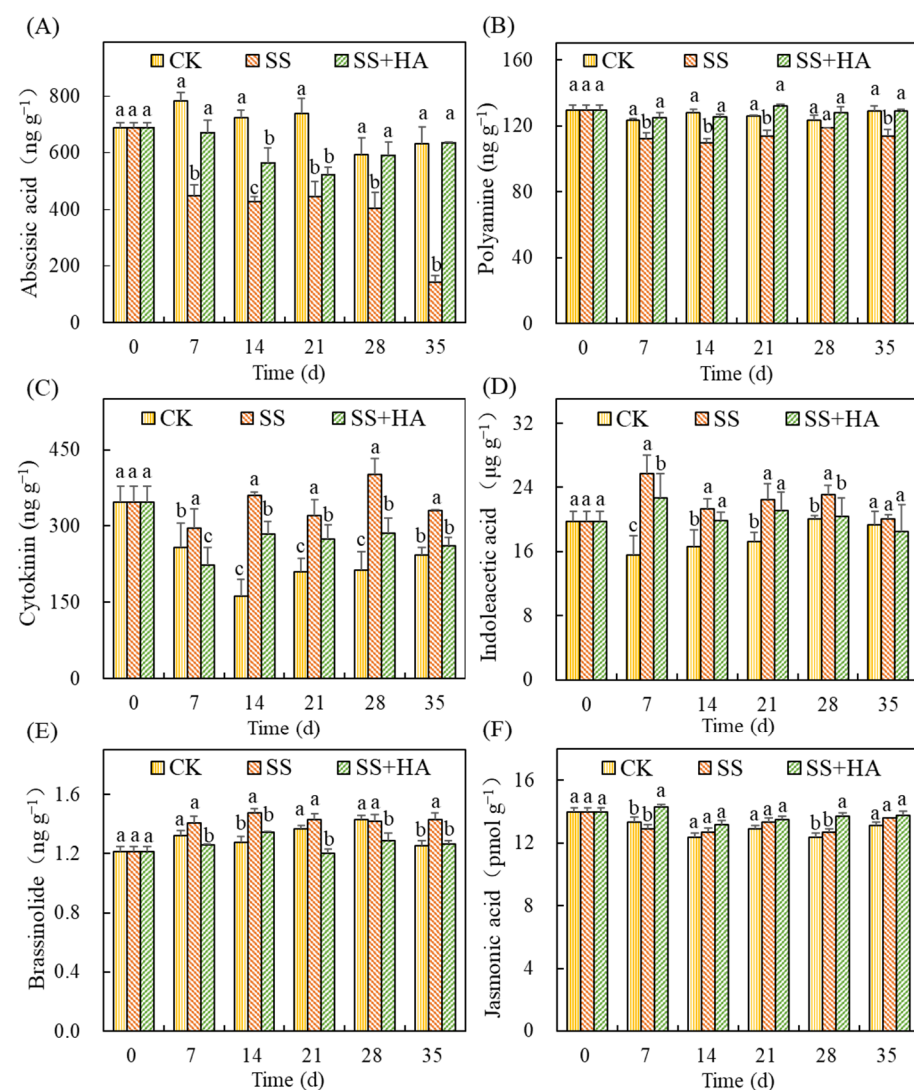 (A)
CK SS SS+HA
Abscisic acid（ng g⁻¹）
800
600
400
200
0
a a a a b a a c b a b b a b a a b a
0 7 14 21 28 35
Time (d)
(B)
CK SS SS+HA
Polyamine (ng g⁻¹)
160
120
80
40
0
a a a a b a a b a a b a a a a a b a
0 7 14 21 28 35
Time (d)
(C)
CK SS SS+HA
Cytokinin (ng g⁻¹)
450
300
150
0
a a a b a c c a b c a b c a b b a b
0 7 14 21 28 35
Time (d)
(D)
CK SS SS+HA
Indoleacetic acid （μg g⁻¹)
32
24
16
8
0
a a a c a b b a a b a a b a b a a a
0 7 14 21 28 35
Time (d)
(E)
CK SS SS+HA
Brassinolide（ng g⁻¹)
1.6
1.2
0.8
0.4
0.0
a a a a a b b a b a a b a a b b a b
0 7 14 21 28 35
Time (d)
(F)
CK SS SS+HA
Jasmonic acid（pmol g⁻¹)
16
12
8
4
0
a a a b b a a a a a a a b b a a a a
0 7 14 21 28 35
Time (d)